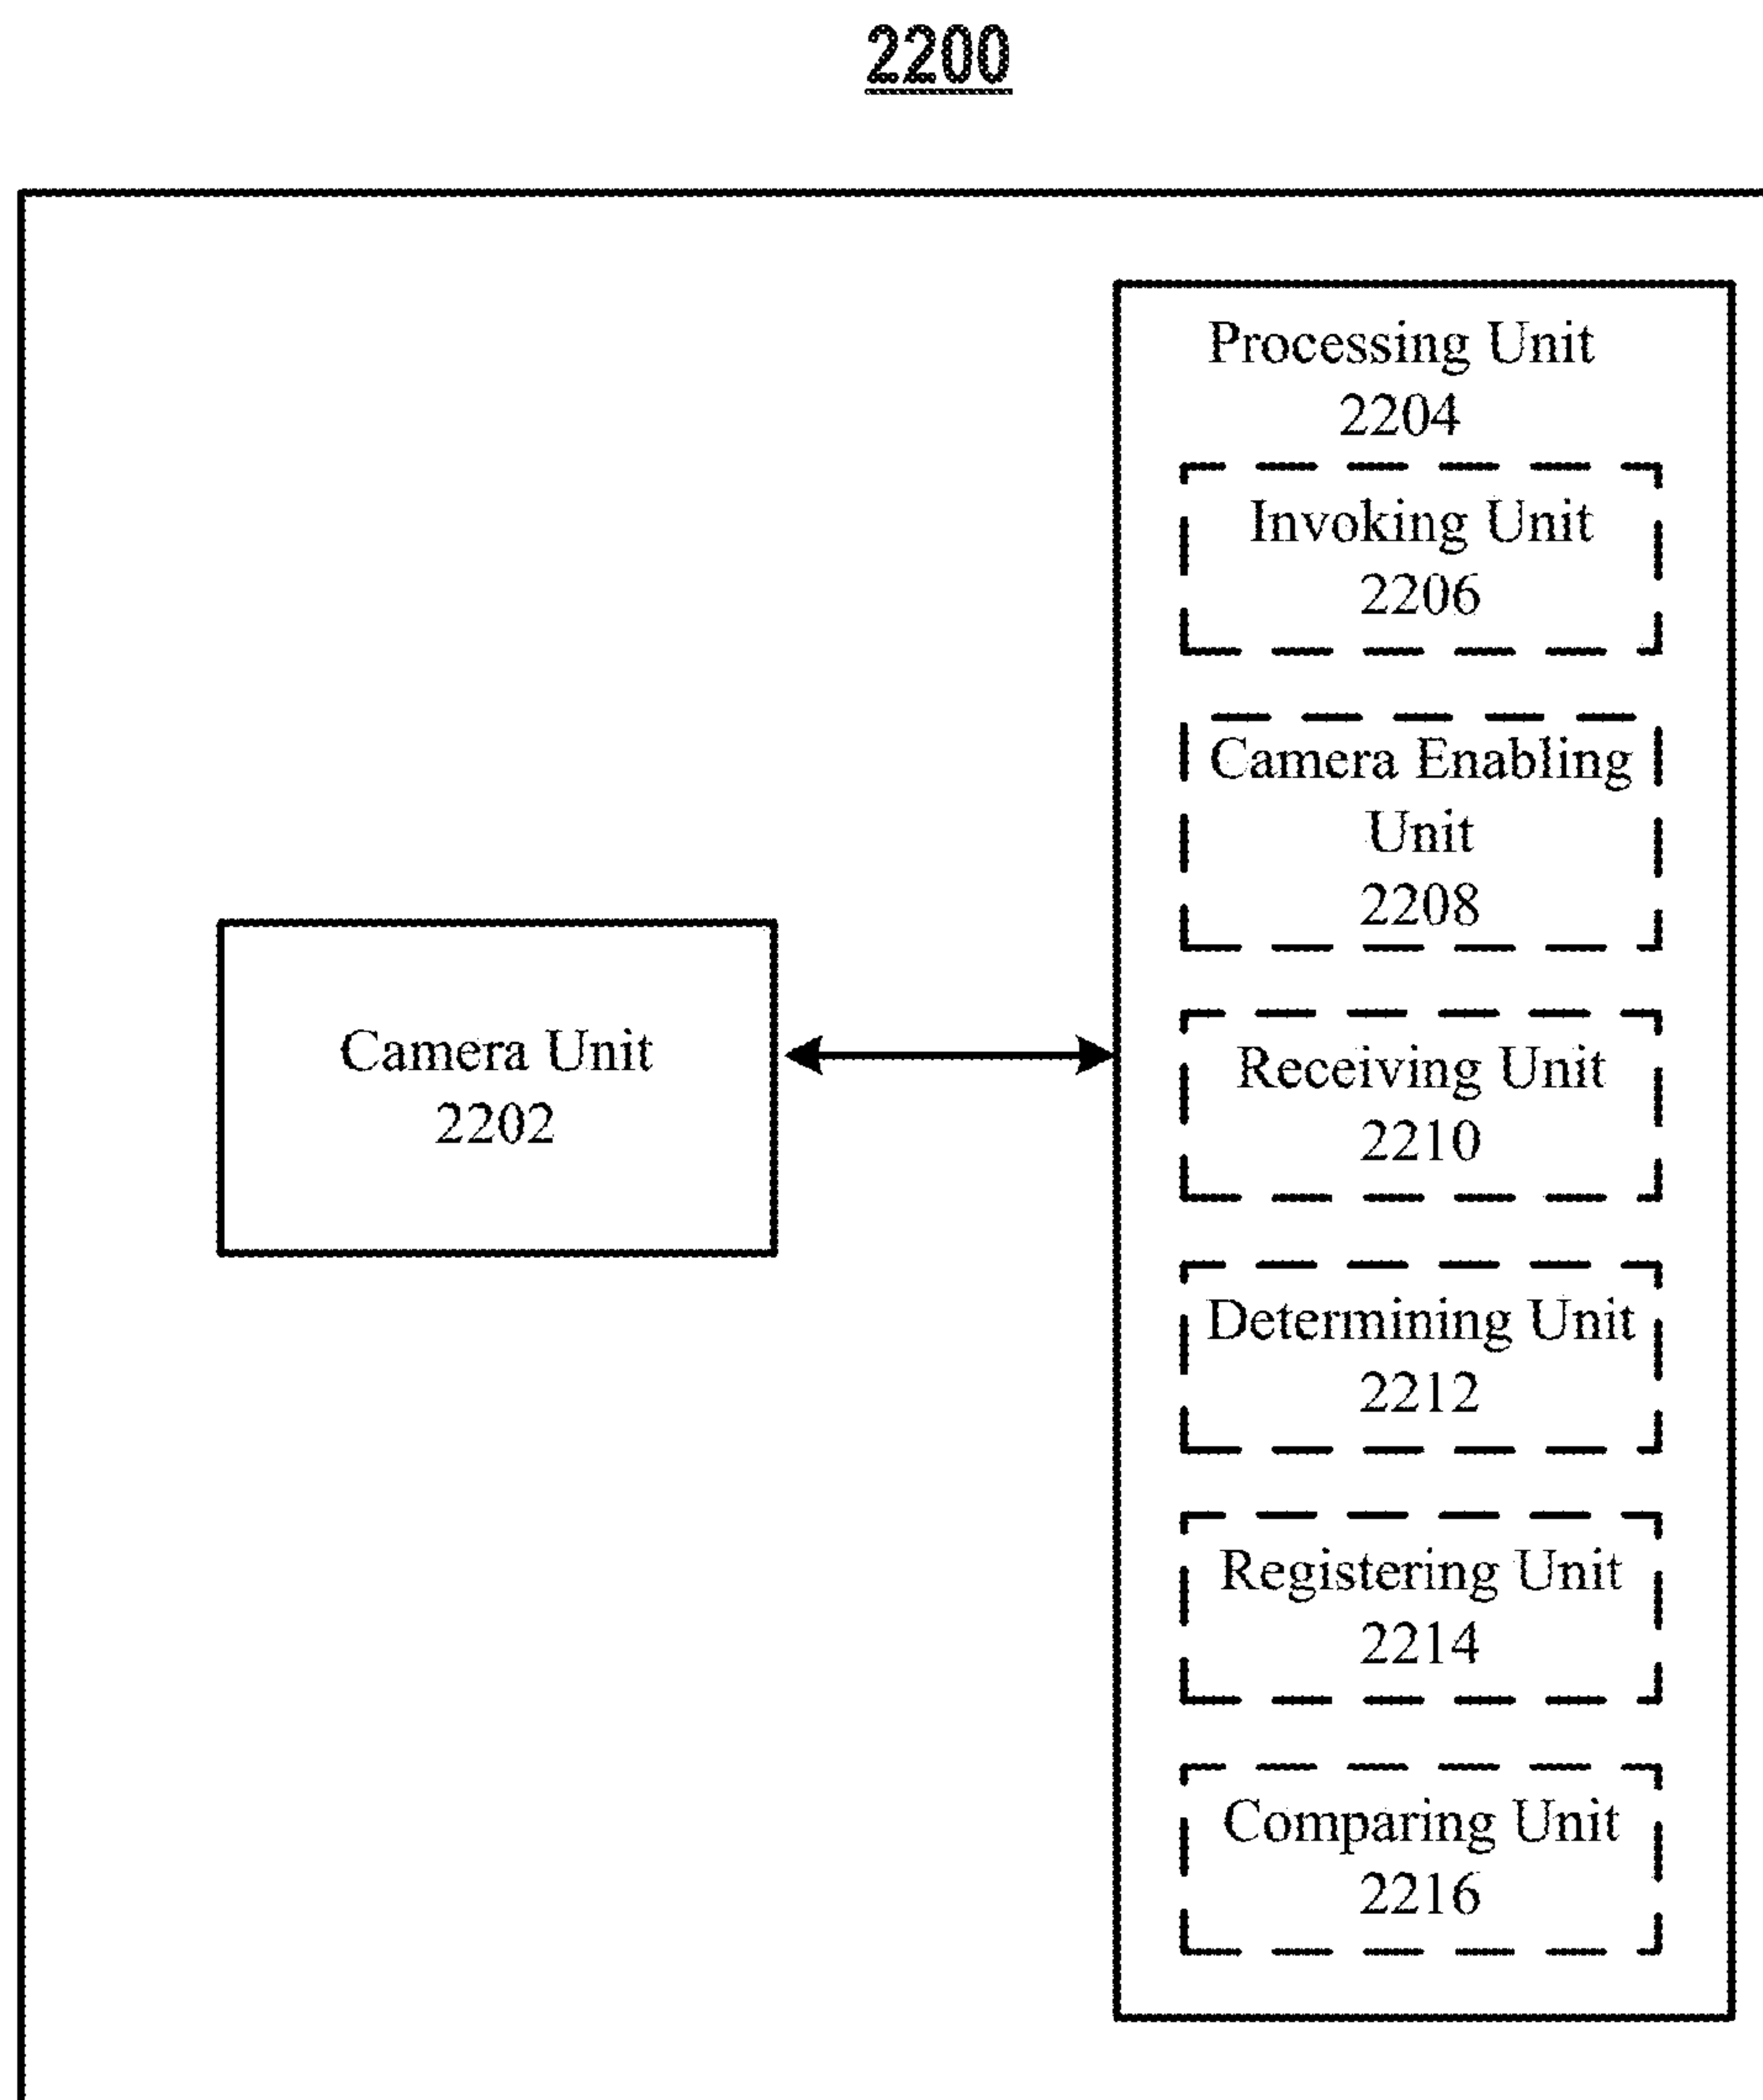 2200
Processing Unit
2204
Invoking Unit
2206
Camera Enabling
Unit
2208
Camera Unit
2202
Receiving Unit
2210
Determining Unit
2212
Registering Unit
2214
Comparing Unit
2216